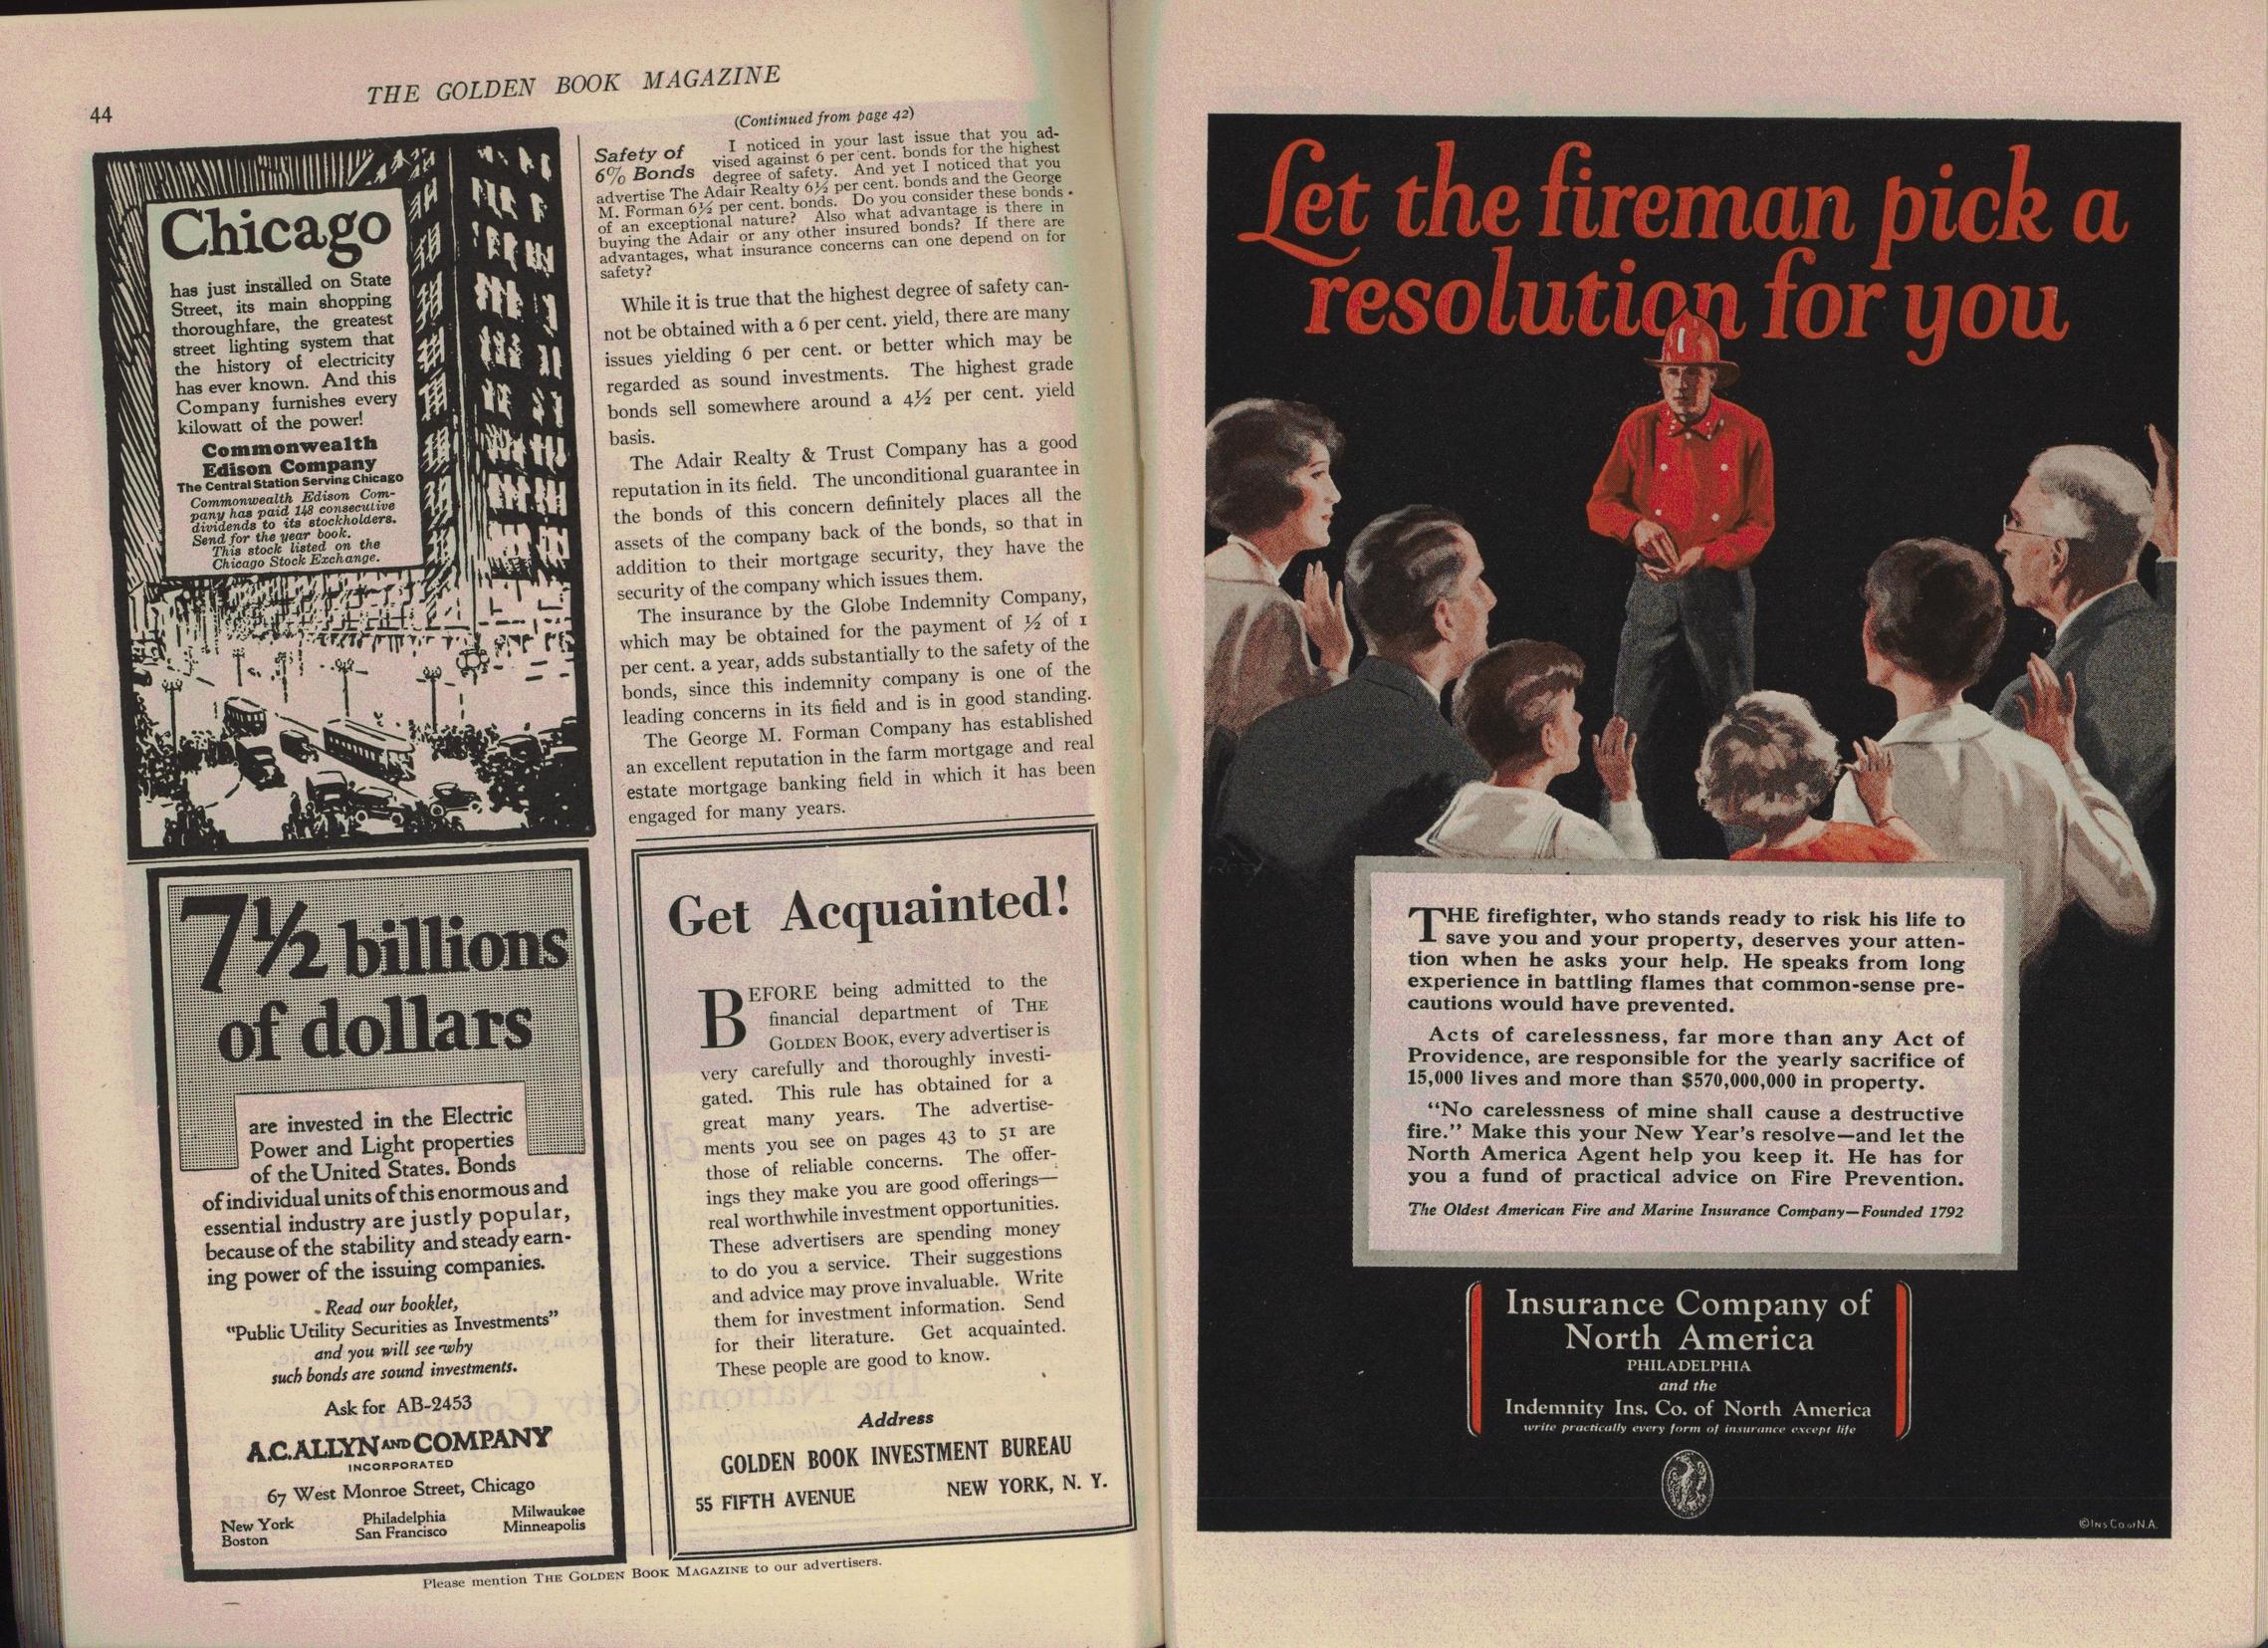 44
THE GOLDEN BOOK MAGAZINE
Chicago
has just installed on State
Street, its main shopping
thoroughfare, the greatest
street lighting system that
the history of electricity
has ever known. And this
Company furnishes every
kilowatt of the power!
Commonwealth
Edison Company
The Central Station Serving Chicago
Commonwealth Edison Com-
pany has paid 148 consecutive
dividends to its stockholders.
Send for the year book.
This stock listed on the
Chicago Stock Exchange.
7½ billions
of dollars
are invested in the Electric
Power and Light properties
of the United States. Bonds
of individual units of this enormous and
essential industry are justly popular,
because of the stability and steady earn-
ing power of the issuing companies.
Read our booklet,
"Public Utility Securities as Investments"
and you will see why
such bonds are sound investments.
Ask for AB-2453
A.C. ALLYN AND COMPANY
INCORPORATED
67 West Monroe Street, Chicago
New York Philadelphia Milwaukee
Boston San Francisco Minneapolis
(Continued from page 42)
Safety of
6% Bonds
I noticed in your last issue that you ad-
vised against 6 per cent. bonds for the highest
degree of safety. And yet I noticed that you
advertise The Adair Realty 6½ per cent. bonds and the George
M. Forman 6½ per cent. bonds. Do you consider these bonds
of an exceptional nature? Also what advantage is there in
buying the Adair or any other insured bonds? If there are
advantages, what insurance concerns can one depend on for
safety?
While it is true that the highest degree of safety can-
not be obtained with a 6 per cent. yield, there are many
issues yielding 6 per cent. or better which may be
regarded as sound investments. The highest grade
bonds sell somewhere around a 4½ per cent. yield
basis.
The Adair Realty & Trust Company has a good
reputation in its field. The unconditional guarantee in
the bonds of this concern definitely places all the
assets of the company back of the bonds, so that in
addition to their mortgage security, they have the
security of the company which issues them.
The insurance by the Globe Indemnity Company,
which may be obtained for the payment of ½ of 1
per cent. a year, adds substantially to the safety of the
bonds, since this indemnity company is one of the
leading concerns in its field and is in good standing.
The George M. Forman Company has established
an excellent reputation in the farm mortgage and real
estate mortgage banking field in which it has been
engaged for many years.
Get Acquainted!
BEFORE being admitted to the
financial department of THE
GOLDEN BOOK, every advertiser is
very carefully and thoroughly investi-
gated. This rule has obtained for a
great many years. The advertise-
ments you see on pages 43 to 51 are
those of reliable concerns. The offer-
ings they make you are good offerings—
real worthwhile investment opportunities.
These advertisers are spending money
to do you a service. Their suggestions
and advice may prove invaluable. Write
them for investment information. Send
for their literature. Get acquainted.
These people are good to know.
Address
GOLDEN BOOK INVESTMENT BUREAU
55 FIFTH AVENUE NEW YORK, N. Y.
Please mention THE GOLDEN BOOK MAGAZINE to our advertisers.
Let the fireman pick a
resolution for you
THE firefighter, who stands ready to risk his life to
save you and your property, deserves your atten-
tion when he asks your help. He speaks from long
experience in battling flames that common-sense pre-
cautions would have prevented.
Acts of carelessness, far more than any Act of
Providence, are responsible for the yearly sacrifice of
15,000 lives and more than $570,000,000 in property.
"No carelessness of mine shall cause a destructive
fire." Make this your New Year's resolve—and let the
North America Agent help you keep it. He has for
you a fund of practical advice on Fire Prevention.
The Oldest American Fire and Marine Insurance Company—Founded 1792
Insurance Company of
North America
PHILADELPHIA
and the
Indemnity Ins. Co. of North America
write practically every form of insurance except life
©Ins Co of N.A.